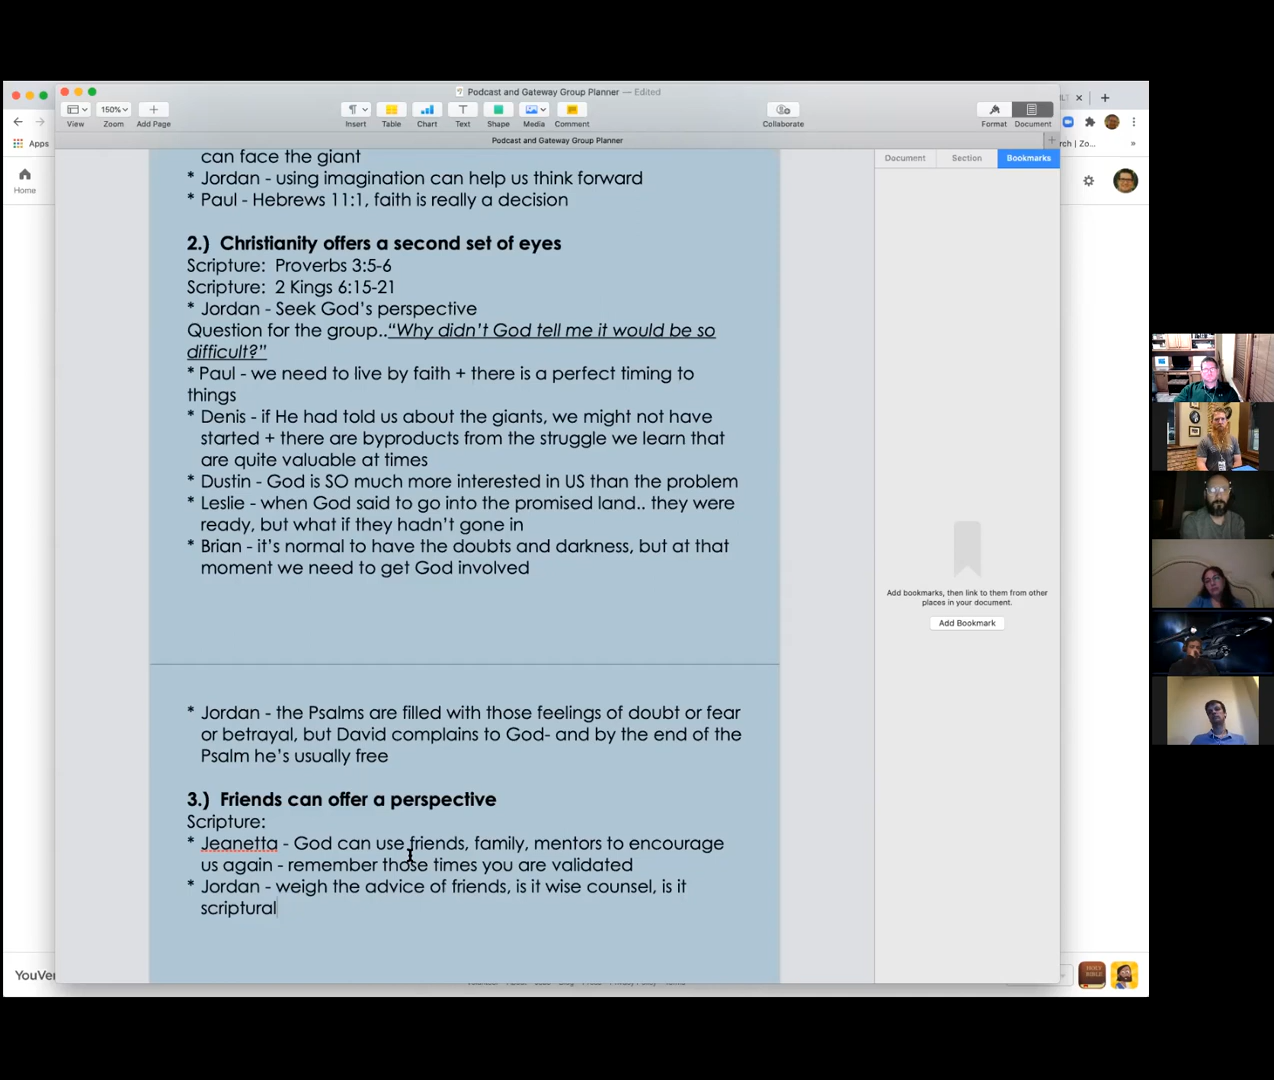 Podcast and Gateway Group Planner — Edited
150%
View
Zoom
Add Page
Insert
Table
Chart
Text
Shape
Media
Comment
Collaborate
Format
Document
Apps
Podcast and Gateway Group Planner
rch | Zo...
Home
Document
Section
Bookmarks
can face the giant
* Jordan - using imagination can help us think forward
* Paul - Hebrews 11:1, faith is really a decision
2.) Christianity offers a second set of eyes
Scripture: Proverbs 3:5-6
Scripture: 2 Kings 6:15-21
* Jordan - Seek God’s perspective
Question for the group..“Why didn’t God tell me it would be so
difficult?”
* Paul - we need to live by faith + there is a perfect timing to
things
* Denis - if He had told us about the giants, we might not have
started + there are byproducts from the struggle we learn that
are quite valuable at times
* Dustin - God is SO much more interested in US than the problem
* Leslie - when God said to go into the promised land.. they were
ready, but what if they hadn’t gone in
* Brian - it’s normal to have the doubts and darkness, but at that
moment we need to get God involved
Add bookmarks, then link to them from other
places in your document.
Add Bookmark
* Jordan - the Psalms are filled with those feelings of doubt or fear
or betrayal, but David complains to God- and by the end of the
Psalm he’s usually free
3.) Friends can offer a perspective
Scripture:
* Jeanetta - God can use friends, family, mentors to encourage
us again - remember those times you are validated
* Jordan - weigh the advice of friends, is it wise counsel, is it
scriptural
YouVer
HOLY BIBLE